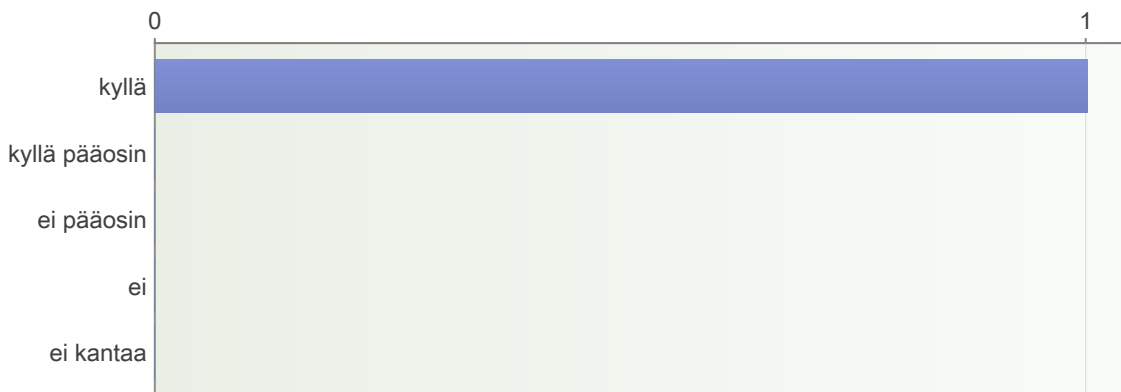 0 1
kyllä
kyllä pääosin
ei pääosin
ei
ei kantaa